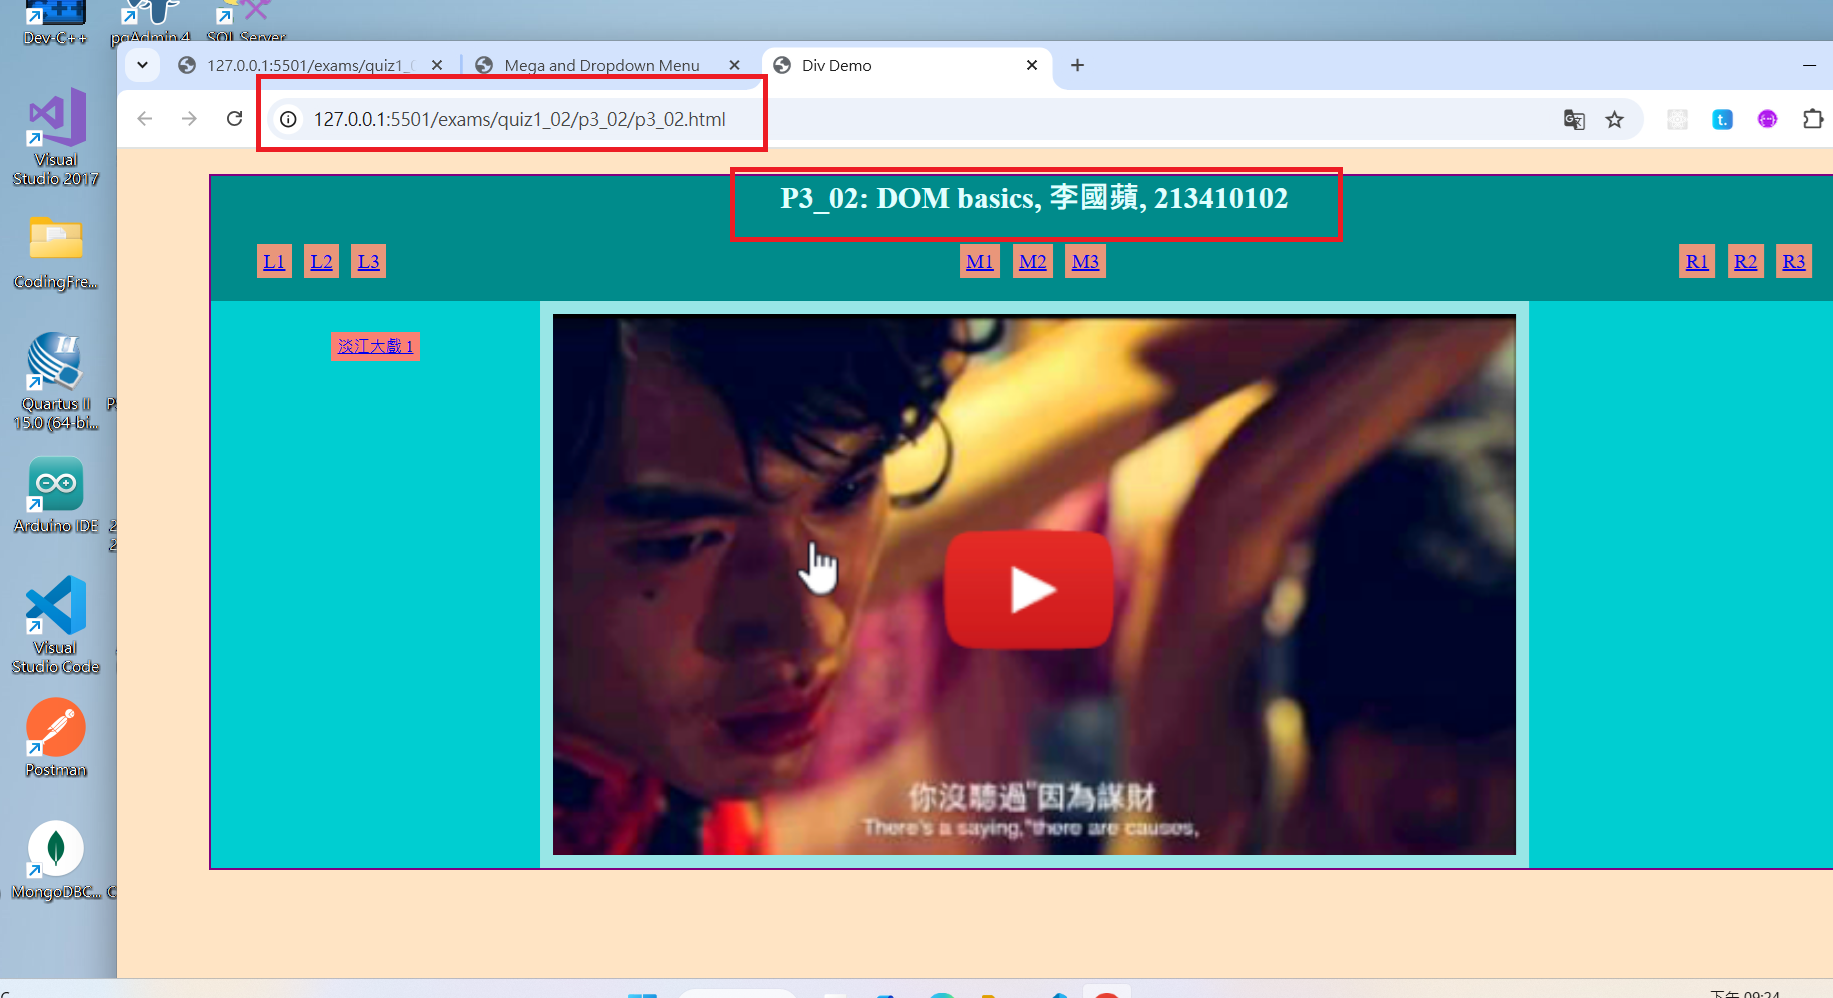 Dev-C++
pgAdmin 4
SQL Server
127.0.0.1:5501/exams/quiz1_
Mega and Dropdown Menu
Div Demo
127.0.0.1:5501/exams/quiz1_02/p3_02/p3_02.html
t.
Visual
Studio 2017
P3_02: DOM basics, 李國蘋, 213410102
L1 L2 L3
M1 M2 M3
R1 R2 R3
CodingFre...
淡江大戲 1
Quartus II
15.0 (64-bi...
Arduino IDE
Visual
Studio Code
Postman
你沒聽過"因為謀財
There's a saying,"there are causes,
MongoDBC...
下午 09:24